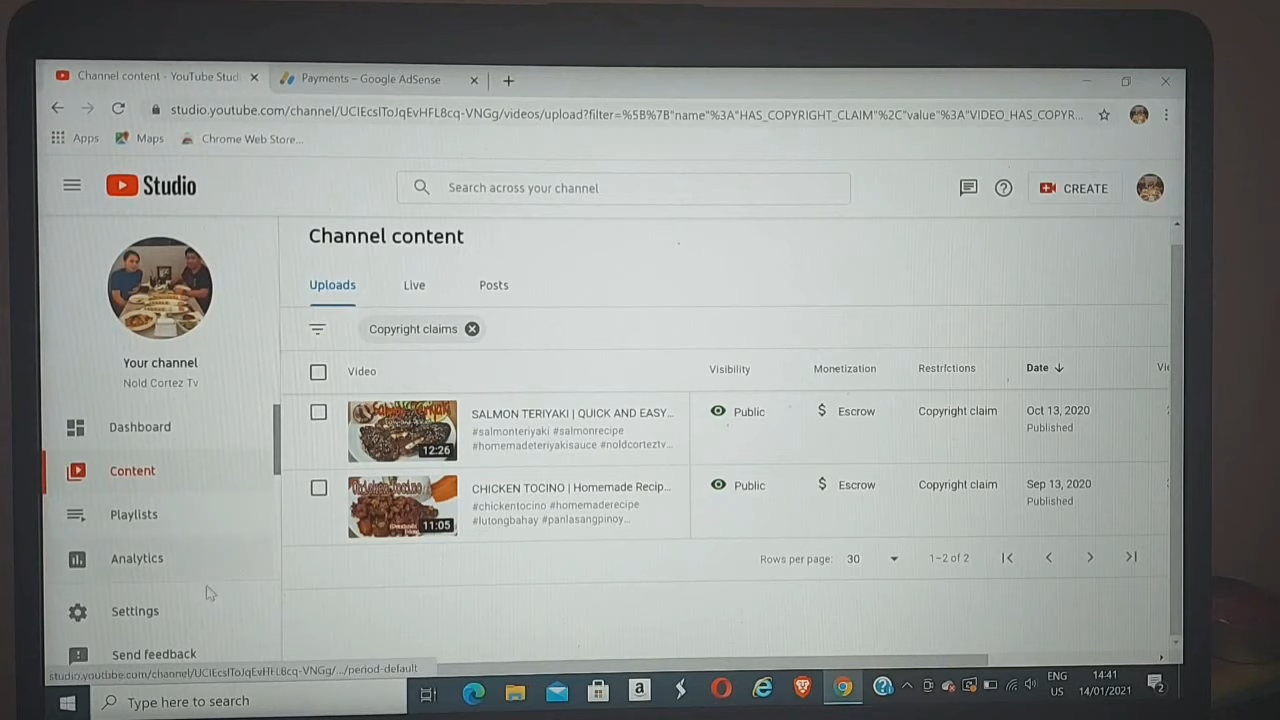 Channel content - YouTube Studi
Payments – Google AdSense
studio.youtube.com/channel/UCIEcsIToJqEvHFL8cq-VNGg/videos/upload?filter=%5B%7B"name"%3A"HAS_COPYRIGHT_CLAIM"%2C"value"%3A"VIDEO_HAS_COPYR...
Apps Maps Chrome Web Store...
Studio
Search across your channel
CREATE
Channel content
Uploads Live Posts
Copyright claims
Your channel
Nold Cortez Tv
Dashboard
Content
Playlists
Analytics
Settings
Send feedback
Video Visibility Monetization Restrictions Date
12:26
SALMON TERIYAKI | QUICK AND EASY...
#salmonteriyaki #salmonrecipe
#homemadeteriyakisauce #noldcorteztv...
Public $ Escrow Copyright claim Oct 13, 2020
Published
11:05
CHICKEN TOCINO | Homemade Recip...
#chickentocino #homemaderecipe
#lutongbahay #panlasangpinoy...
Public $ Escrow Copyright claim Sep 13, 2020
Published
Rows per page: 30 1–2 of 2
studio.youtube.com/channel/UCIEcsIToJqEvHFL8cq-VNGg/.../period-default
Type here to search
ENG
US
14:41
14/01/2021
2